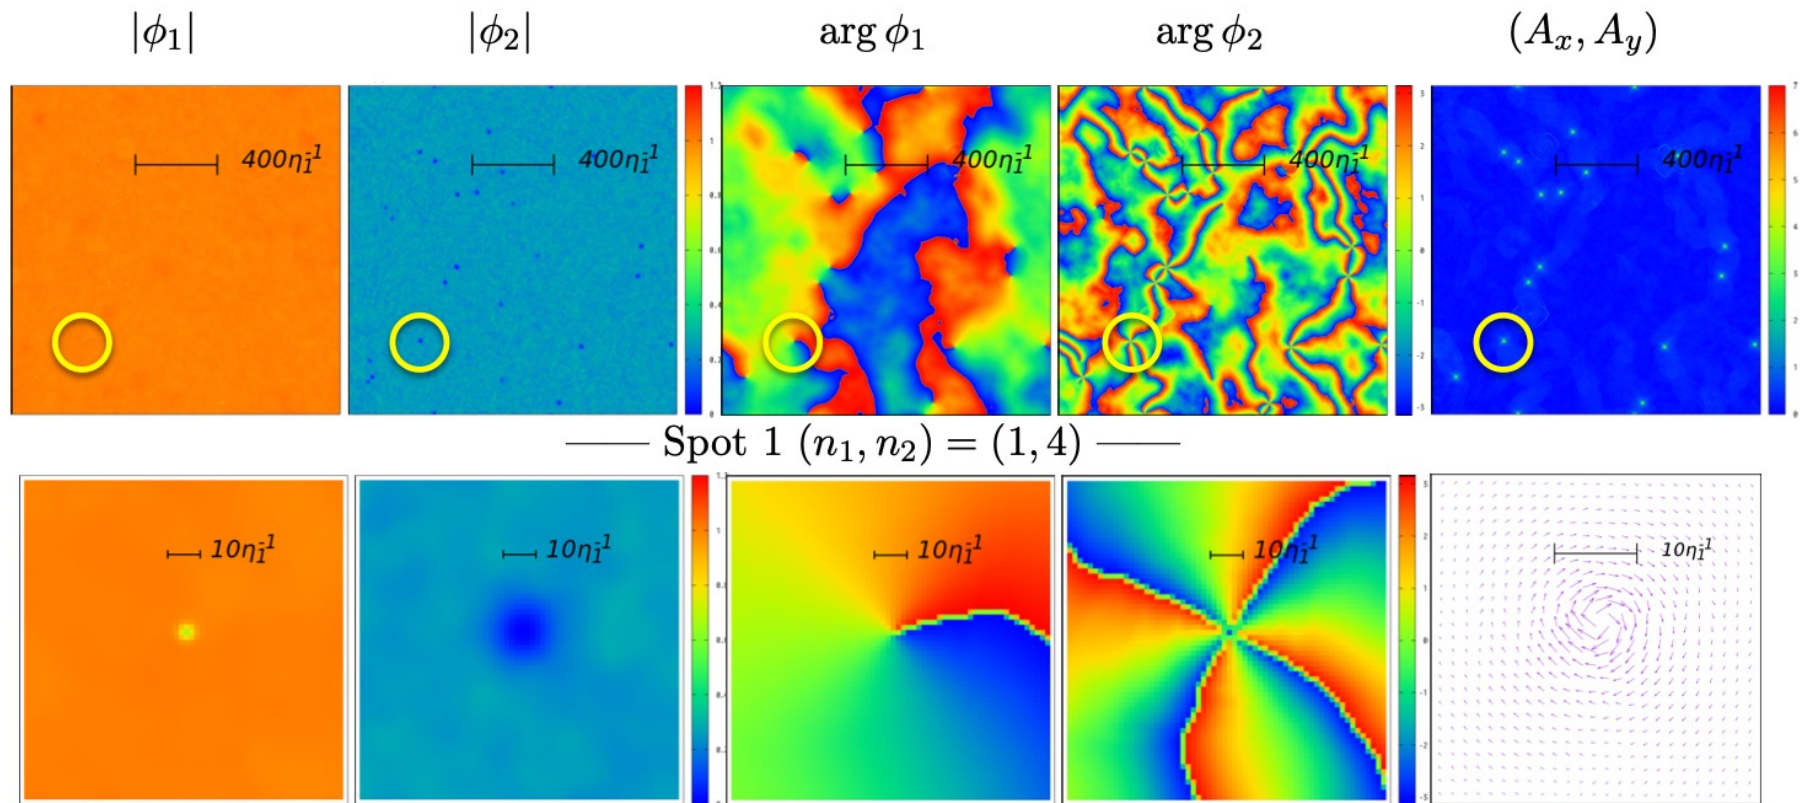 |ϕ₁| |ϕ₂| arg ϕ₁ arg ϕ₂ (Aₓ, Aᵧ)
400η₁⁻¹ 400η₁⁻¹ 400η₁⁻¹ 400η₁⁻¹ 400η₁⁻¹
—— Spot 1 (n₁, n₂) = (1, 4) ——
10η₁⁻¹ 10η₁⁻¹ 10η₁⁻¹ 10η₁⁻¹ 10η₁⁻¹